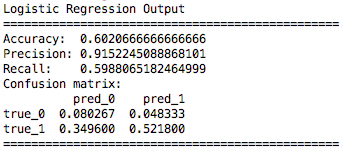 Logistic Regression Output
================================================
Accuracy:  0.6020666666666666
Precision: 0.9152245088868101
Recall:    0.5988065182464999
Confusion matrix:
          pred_0    pred_1
true_0  0.080267  0.048333
true_1  0.349600  0.521800
================================================